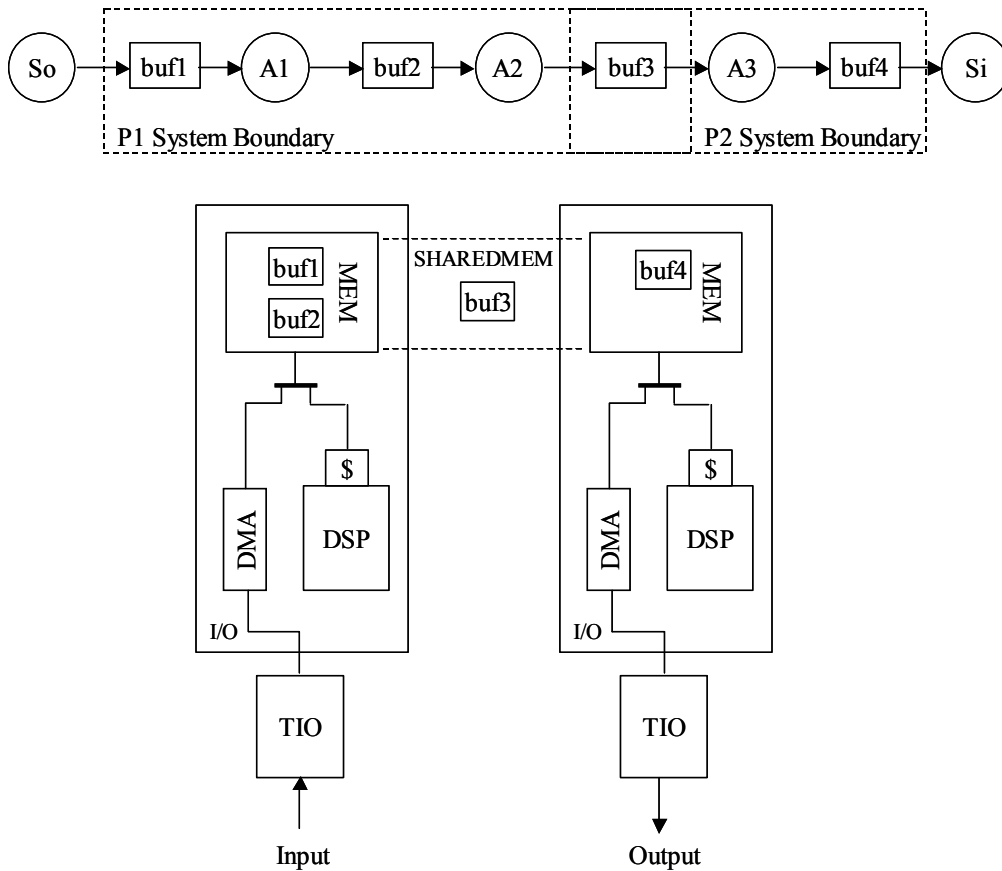 So
buf1
A1
buf2
A2
buf3
A3
buf4
Si
P1 System Boundary
P2 System Boundary
buf1
buf2
MEM
SHAREDMEM
buf3
buf4
MEM
$
DMA
DSP
I/O
$
DMA
DSP
I/O
TIO
TIO
Input
Output